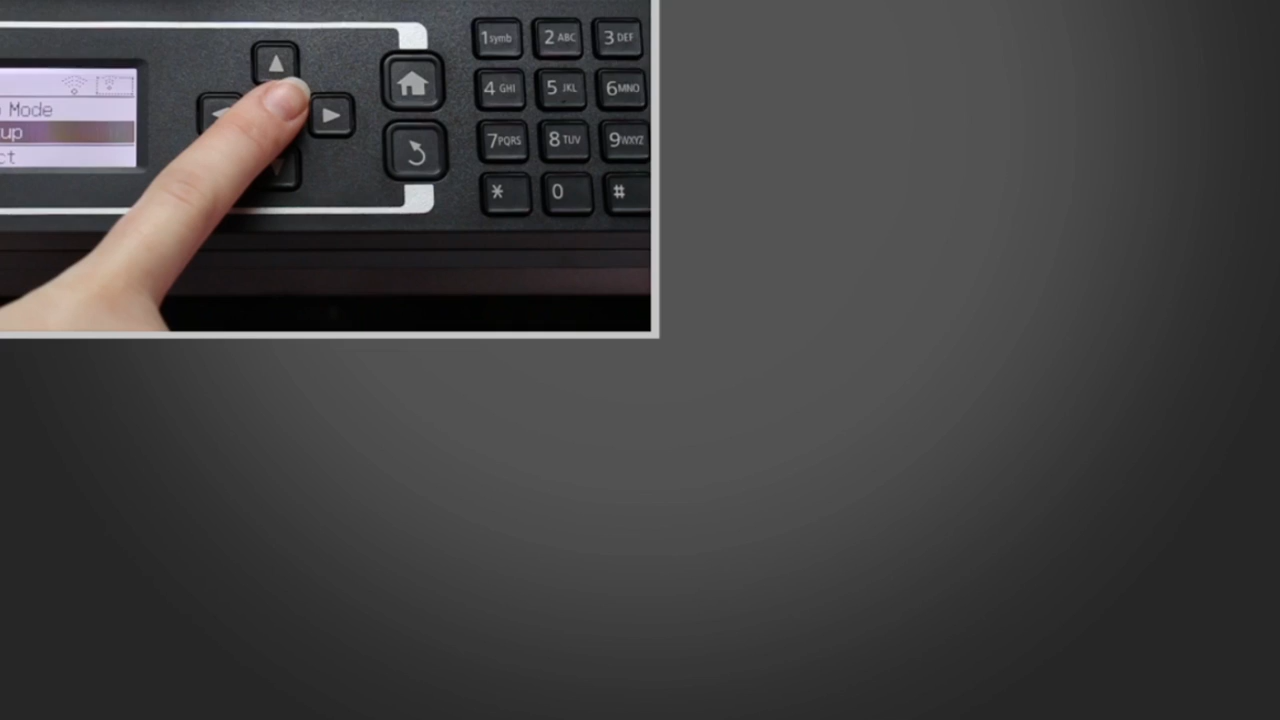 Mode
up
ct
1symb 2 ABC 3 DEF
4 GHI 5 JKL 6MNO
7PQRS 8 TUV 9WXYZ
* 0 #